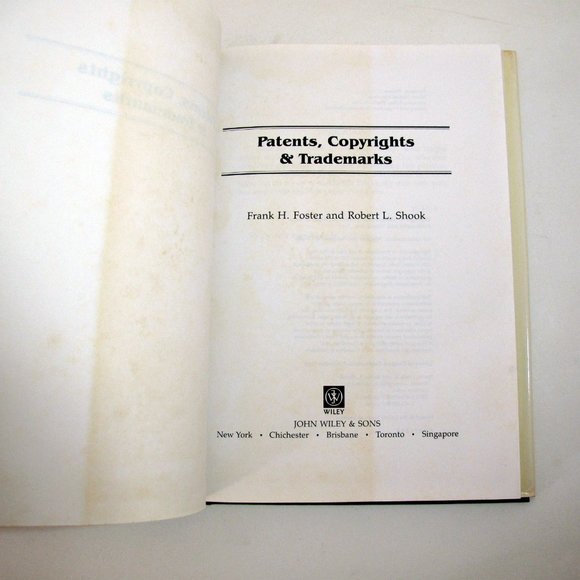 Patents, Copyrights
& Trademarks
Frank H. Foster and Robert L. Shook
WILEY
JOHN WILEY & SONS
New York • Chichester • Brisbane • Toronto • Singapore